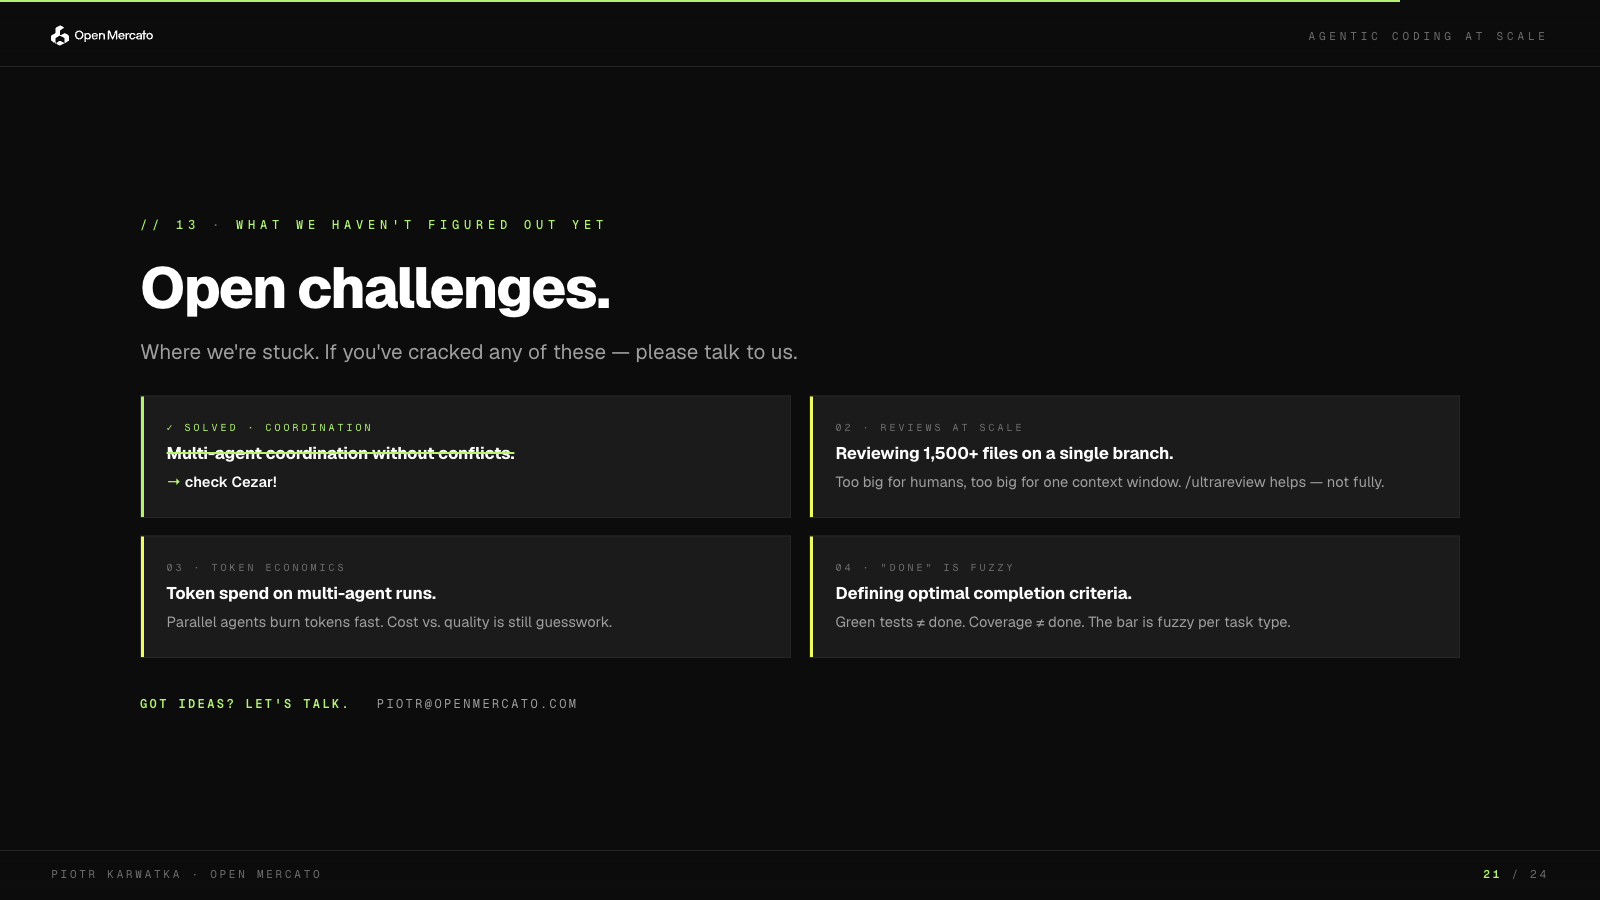 Open Mercato
AGENTIC CODING AT SCALE
// 13 · WHAT WE HAVEN'T FIGURED OUT YET
Open challenges.
Where we're stuck. If you've cracked any of these — please talk to us.
✓ SOLVED · COORDINATION
Multi-agent coordination without conflicts.
→ check Cezar!
02 · REVIEWS AT SCALE
Reviewing 1,500+ files on a single branch.
Too big for humans, too big for one context window. /ultrareview helps — not fully.
03 · TOKEN ECONOMICS
Token spend on multi-agent runs.
Parallel agents burn tokens fast. Cost vs. quality is still guesswork.
04 · "DONE" IS FUZZY
Defining optimal completion criteria.
Green tests ≠ done. Coverage ≠ done. The bar is fuzzy per task type.
GOT IDEAS? LET'S TALK. PIOTR@OPENMERCATO.COM
PIOTR KARWATKA · OPEN MERCATO
21 / 24